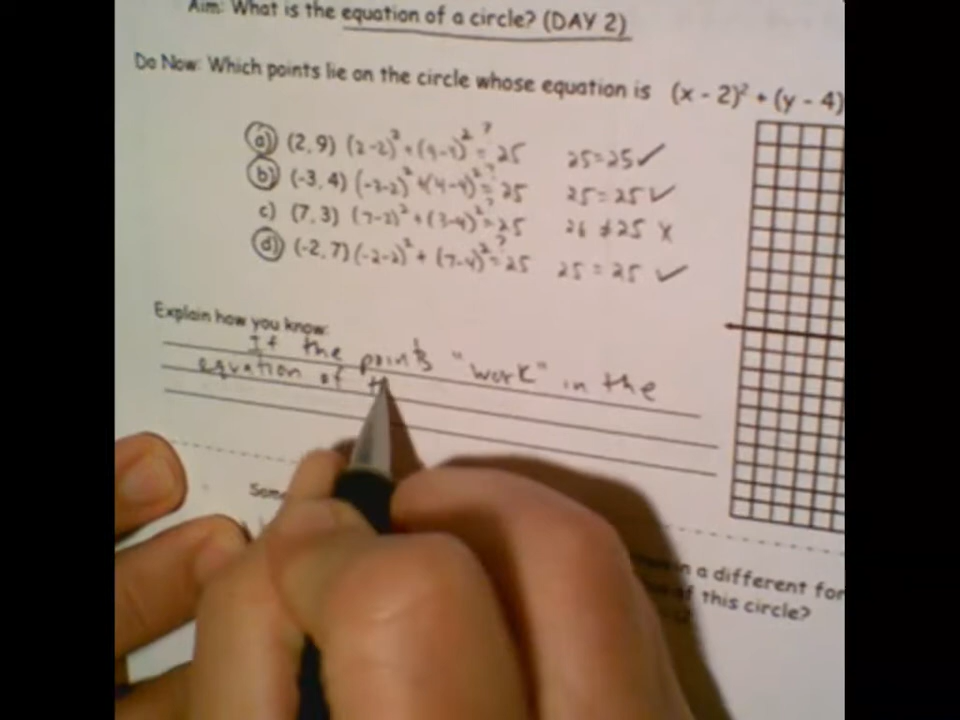 Aim: What is the equation of a circle? (DAY 2)
Do Now: Which points lie on the circle whose equation is (x - 2)² + (y - 4)
a) (2, 9) (2-2)² + (9-4)² ?= 25 25=25 ✓
b) (-3, 4) (-3-2)² + (4-4)² ?= 25 25=25 ✓
c) (7, 3) (7-2)² + (3-4)² ?= 25 26 ≠ 25 X
d) (-2, 7) (-2-2)² + (7-4)² ?= 25 25 = 25 ✓
Explain how you know:
If the points "work" in the
equation of
in a different for
of this circle?